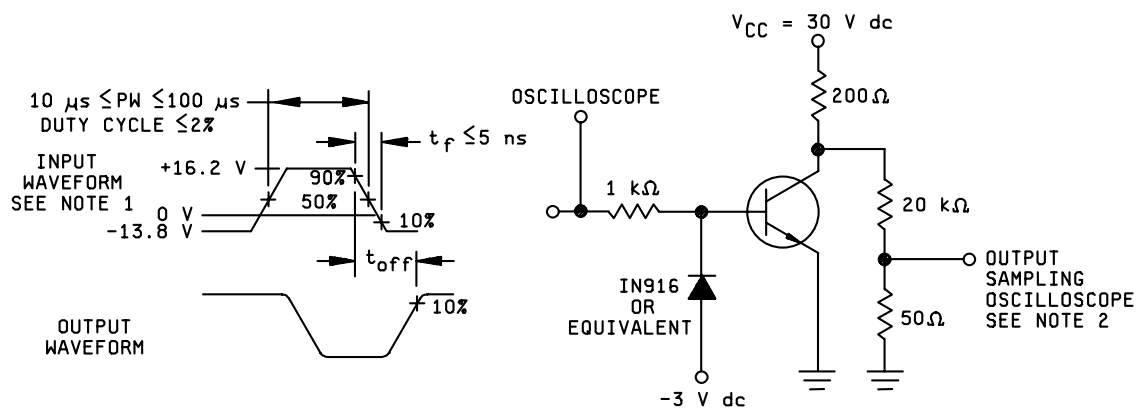 V_CC = 30 V dc
10 µs ≤PW ≤100 µs
DUTY CYCLE ≤2%
OSCILLOSCOPE
200Ω
t_f ≤5 ns
INPUT
WAVEFORM
SEE NOTE 1
+16.2 V
90%
50%
0 V
-13.8 V
10%
1 kΩ
20 kΩ
t_off
IN916
OR
EQUIVALENT
OUTPUT
SAMPLING
OSCILLOSCOPE
SEE NOTE 2
10%
50Ω
OUTPUT
WAVEFORM
-3 V dc